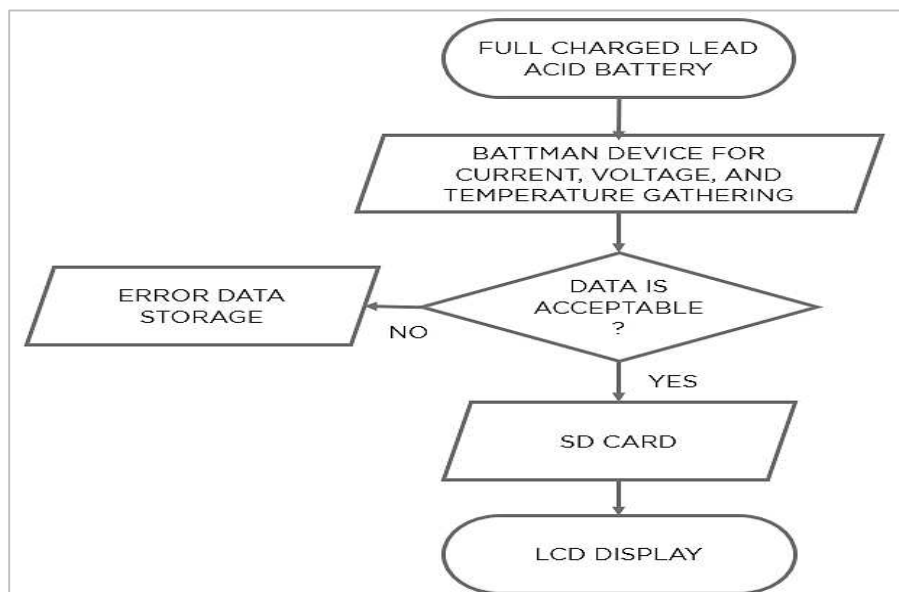 FULL CHARGED LEAD
ACID BATTERY
BATTMAN DEVICE FOR
CURRENT, VOLTAGE, AND
TEMPERATURE GATHERING
DATA IS
ACCEPTABLE
?
ERROR DATA
STORAGE
NO
YES
SD CARD
LCD DISPLAY